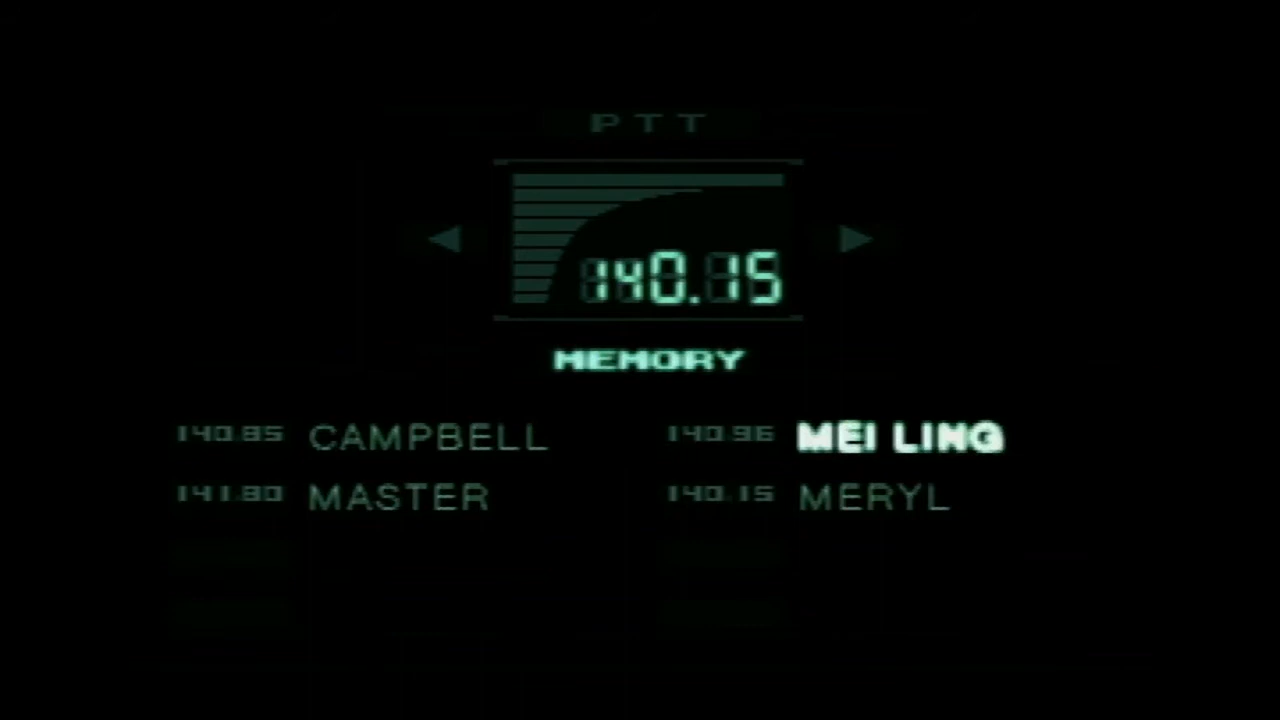 PTT
140.15
MEMORY
140.85 CAMPBELL 140.96 MEI LING
141.80 MASTER 140.15 MERYL